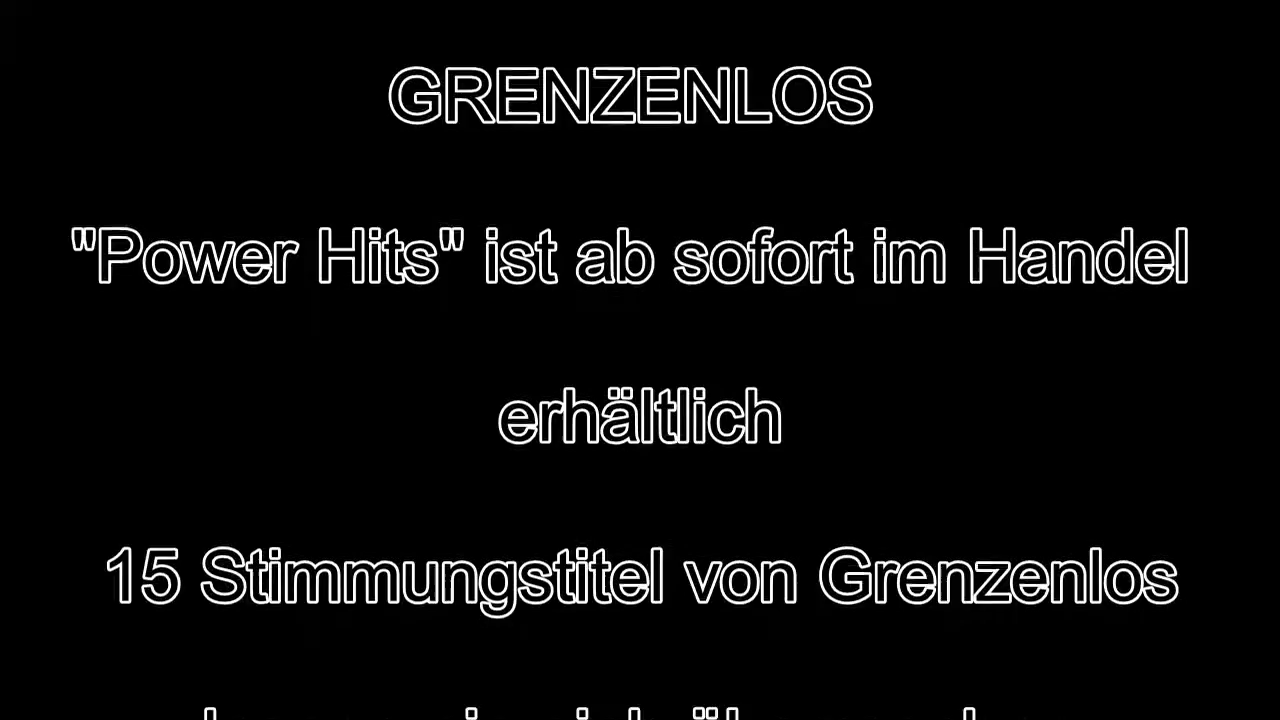 GRENZENLOS
"Power Hits" ist ab sofort im Handel
erhältlich
15 Stimmungstitel von Grenzenlos